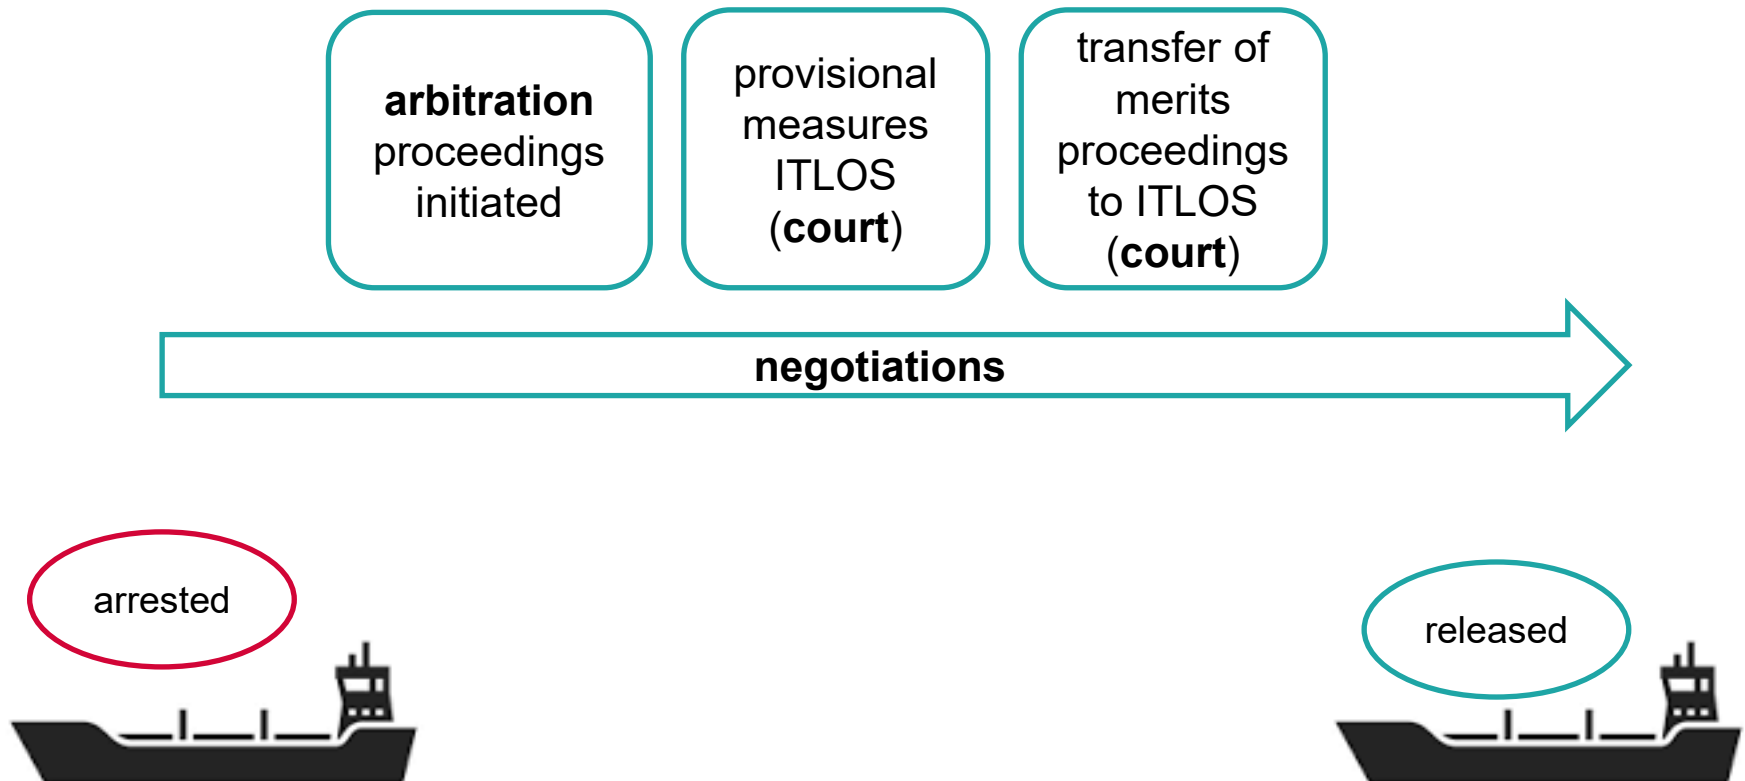 arbitration
proceedings
initiated
provisional
measures
ITLOS
(court)
transfer of
merits
proceedings
to ITLOS
(court)
negotiations
arrested
released